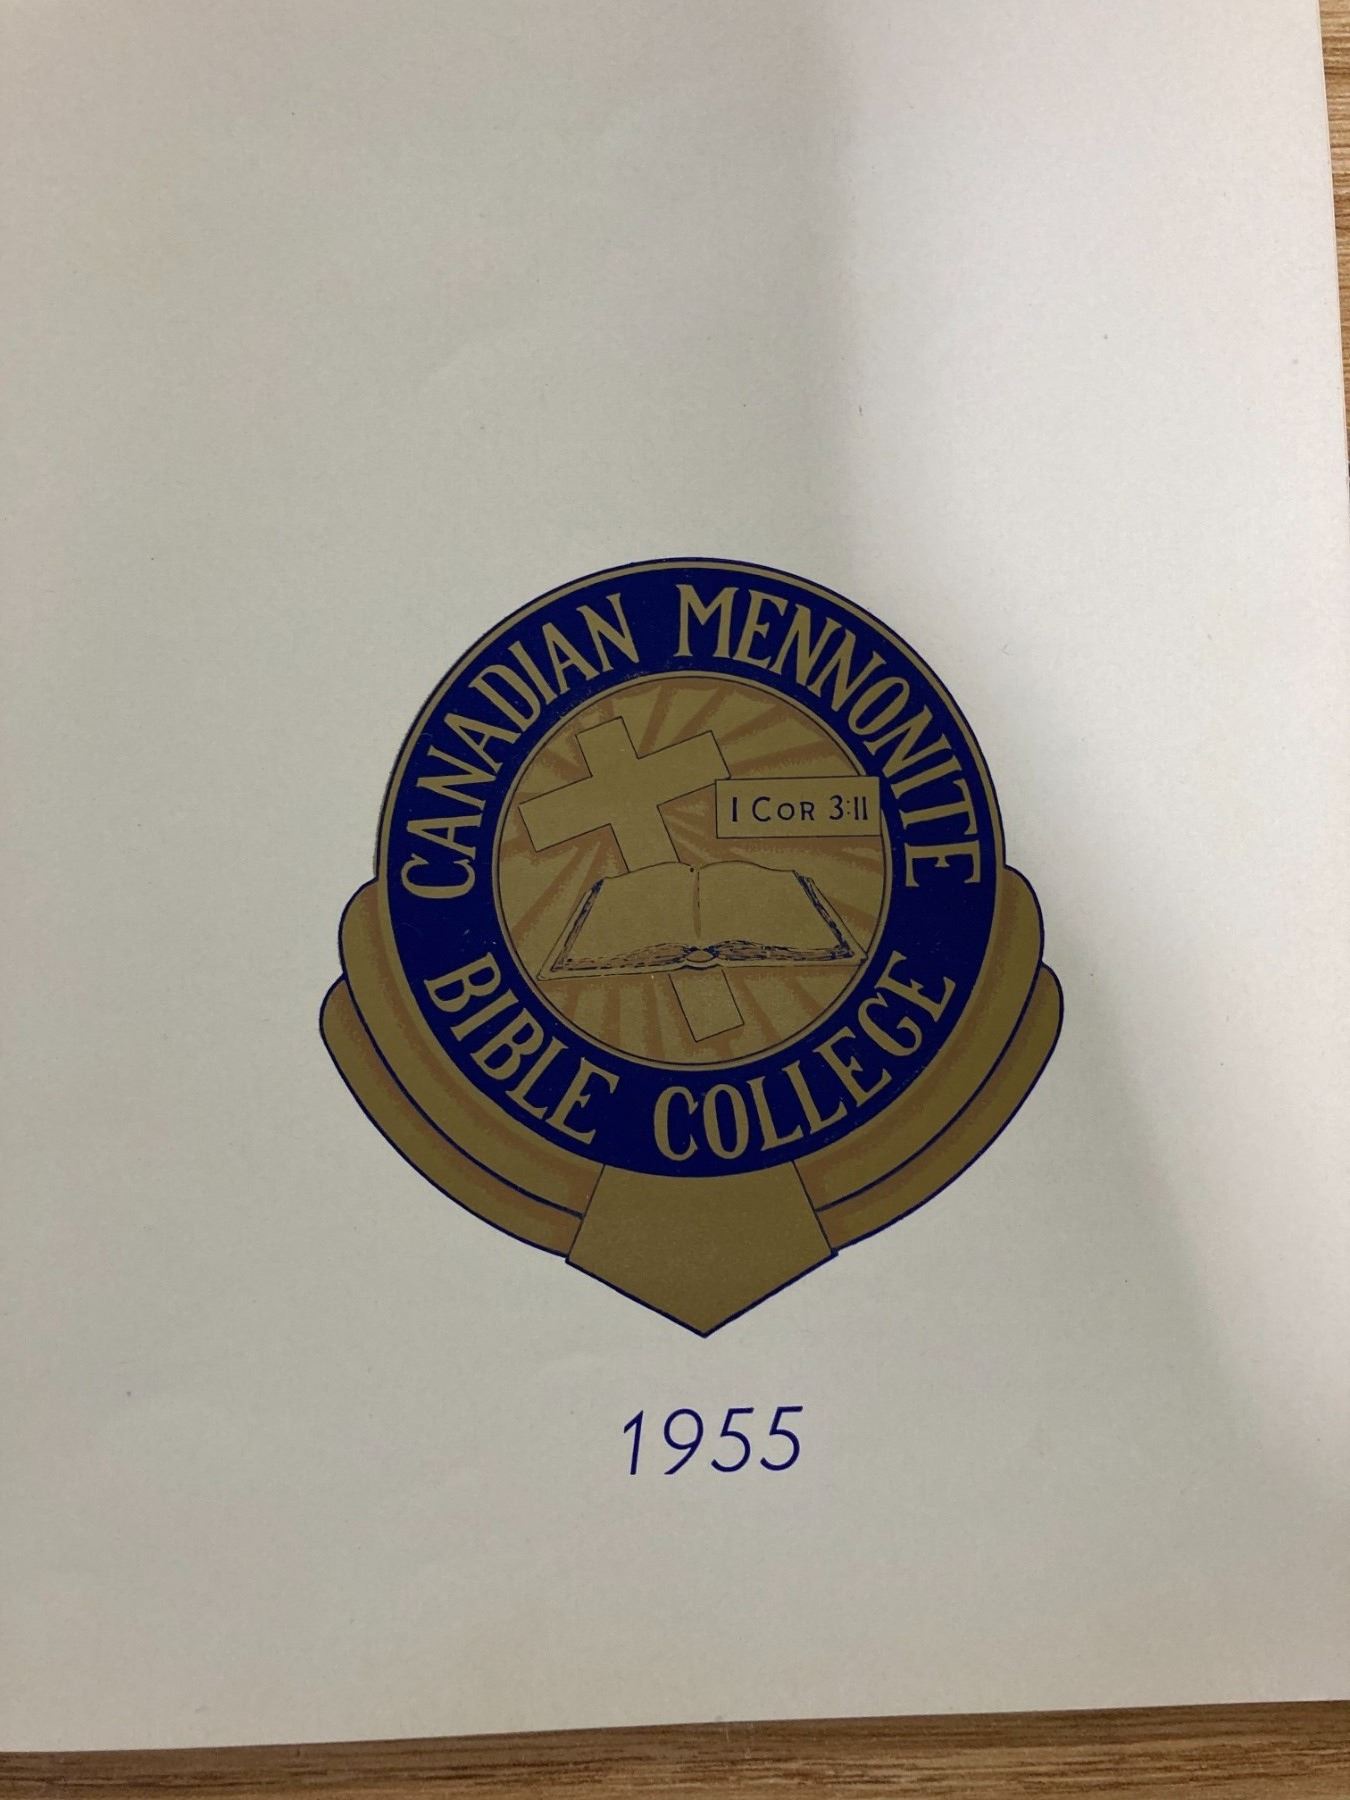 CANADIAN MENNONITE
I COR 3:11
BIBLE COLLEGE
1955